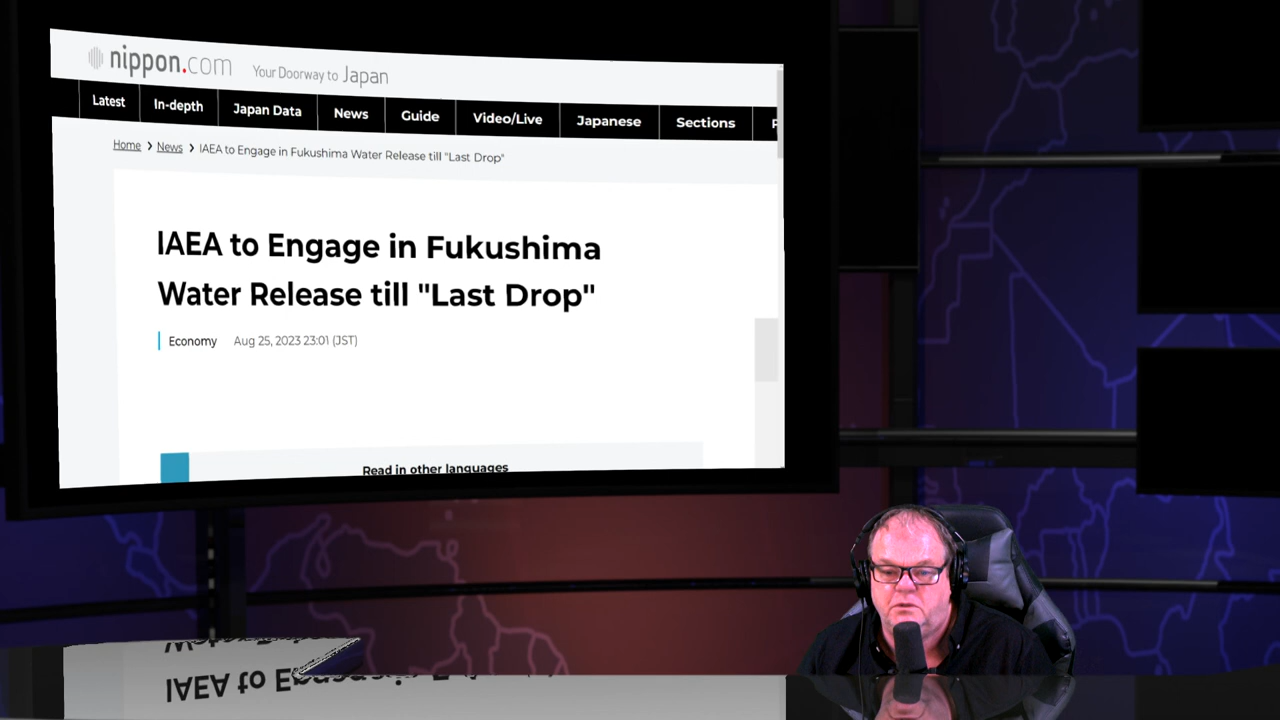 nippon.com Your Doorway to Japan
Latest In-depth Japan Data News Guide Video/Live Japanese Sections
Home > News > IAEA to Engage in Fukushima Water Release till "Last Drop"
IAEA to Engage in Fukushima
Water Release till "Last Drop"
Economy Aug 25, 2023 23:01 (JST)
Read in other languages